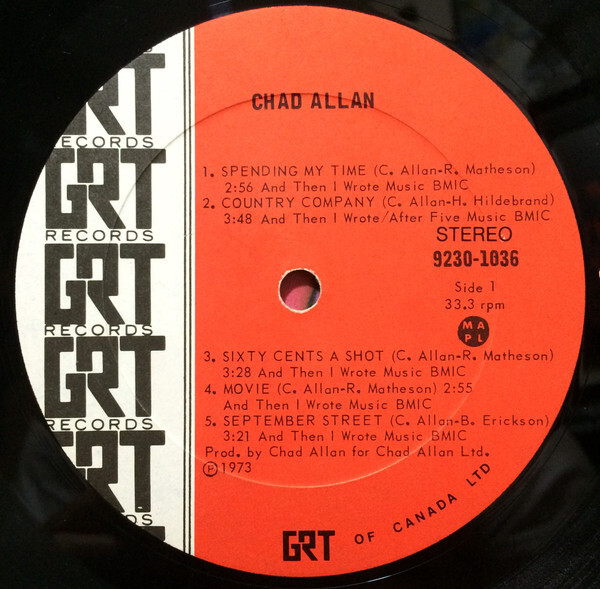 GRT
RECORDS
GRT
RECORDS
GRT
RECORDS
GRT
RECORDS
GRT
CHAD ALLAN
1. SPENDING MY TIME (C. Allan-R. Matheson)
2:56 And Then I Wrote Music BMIC
2. COUNTRY COMPANY (C. Allan-H. Hildebrand)
3:48 And Then I Wrote/After Five Music BMIC
STEREO
9230-1036
Side 1
33.3 rpm
MA
PL
3. SIXTY CENTS A SHOT (C. Allan-R. Matheson)
3:28 And Then I Wrote Music BMIC
4. MOVIE (C. Allan-R. Matheson) 2:55
And Then I Wrote Music BMIC
5. SEPTEMBER STREET (C. Allan-B. Erickson)
3:21 And Then I Wrote Music BMIC
Prod. by Chad Allan for Chad Allan Ltd.
℗1973
GRT OF CANADA LTD